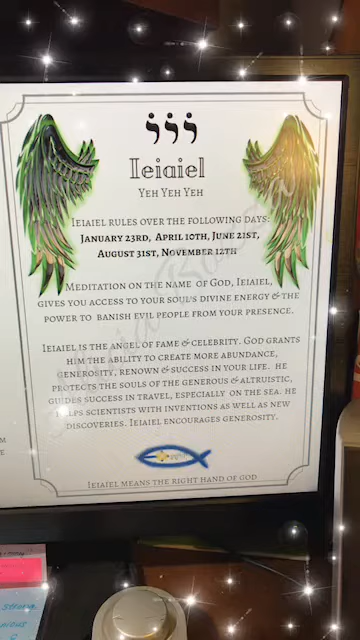 ייי
Ieiaiel
Yeh Yeh Yeh
Ieiaiel rules over the following days:
January 23rd, April 10th, June 21st,
August 31st, November 12th
Meditation on the name of God, Ieiaiel,
gives you access to your soul's divine energy & the
power to banish evil people from your presence.
Ieiaiel is the angel of fame & celebrity. God grants
him the ability to create more abundance,
generosity, renown & success in your life. He
protects the souls of the generous & altruistic,
guides success in travel, especially on the sea. He
helps scientists with inventions as well as new
discoveries. Ieiaiel encourages generosity.
Ieiaiel means the right hand of God